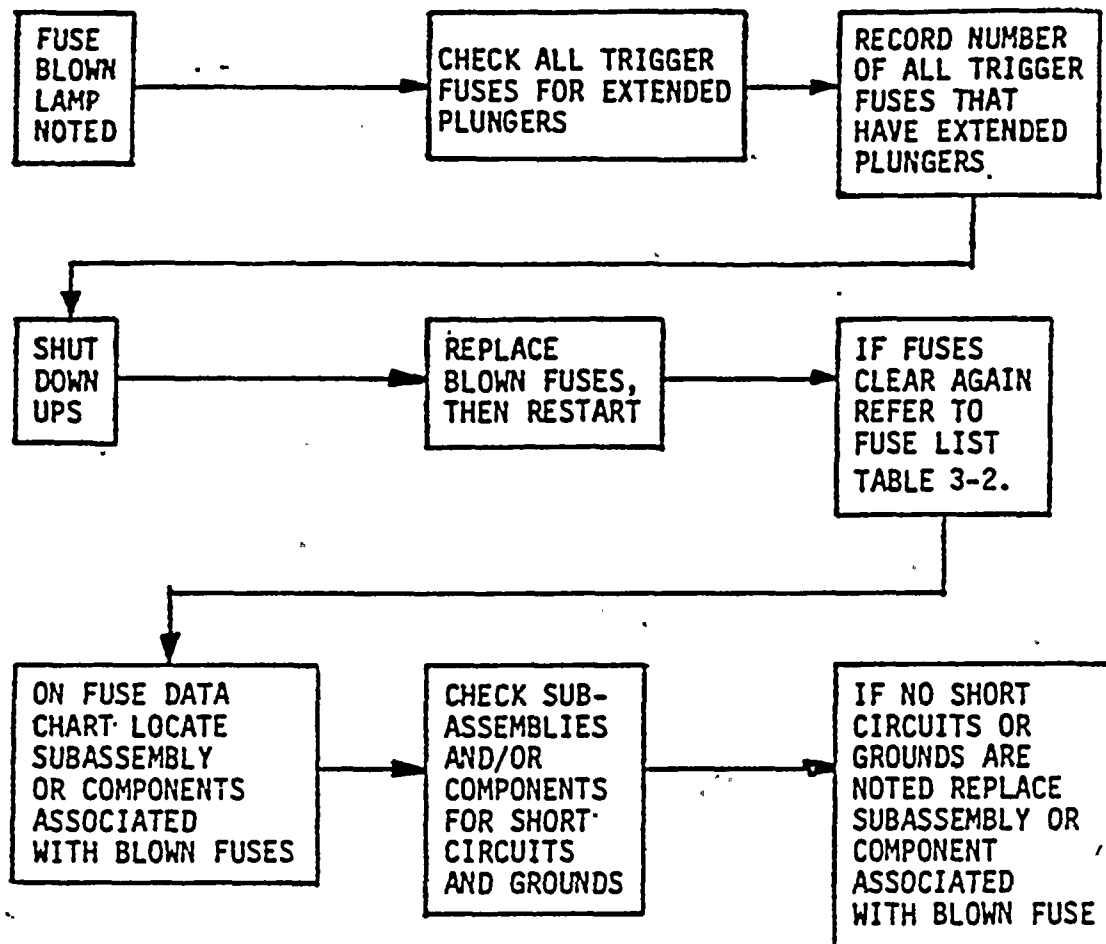 FUSE
BLOWN
LAMP
NOTED
CHECK ALL TRIGGER
FUSES FOR EXTENDED
PLUNGERS
RECORD NUMBER
OF ALL TRIGGER
FUSES THAT
HAVE EXTENDED
PLUNGERS.
SHUT
DOWN
UPS
REPLACE
BLOWN FUSES,
THEN RESTART
IF FUSES
CLEAR AGAIN
REFER TO
FUSE LIST
TABLE 3-2.
ON FUSE DATA
CHART LOCATE
SUBASSEMBLY
OR COMPONENTS
ASSOCIATED
WITH BLOWN FUSES
CHECK SUB-
ASSEMBLIES
AND/OR
COMPONENTS
FOR SHORT
CIRCUITS
AND GROUNDS
IF NO SHORT
CIRCUITS OR
GROUNDS ARE
NOTED REPLACE
SUBASSEMBLY OR
COMPONENT
ASSOCIATED
WITH BLOWN FUSE